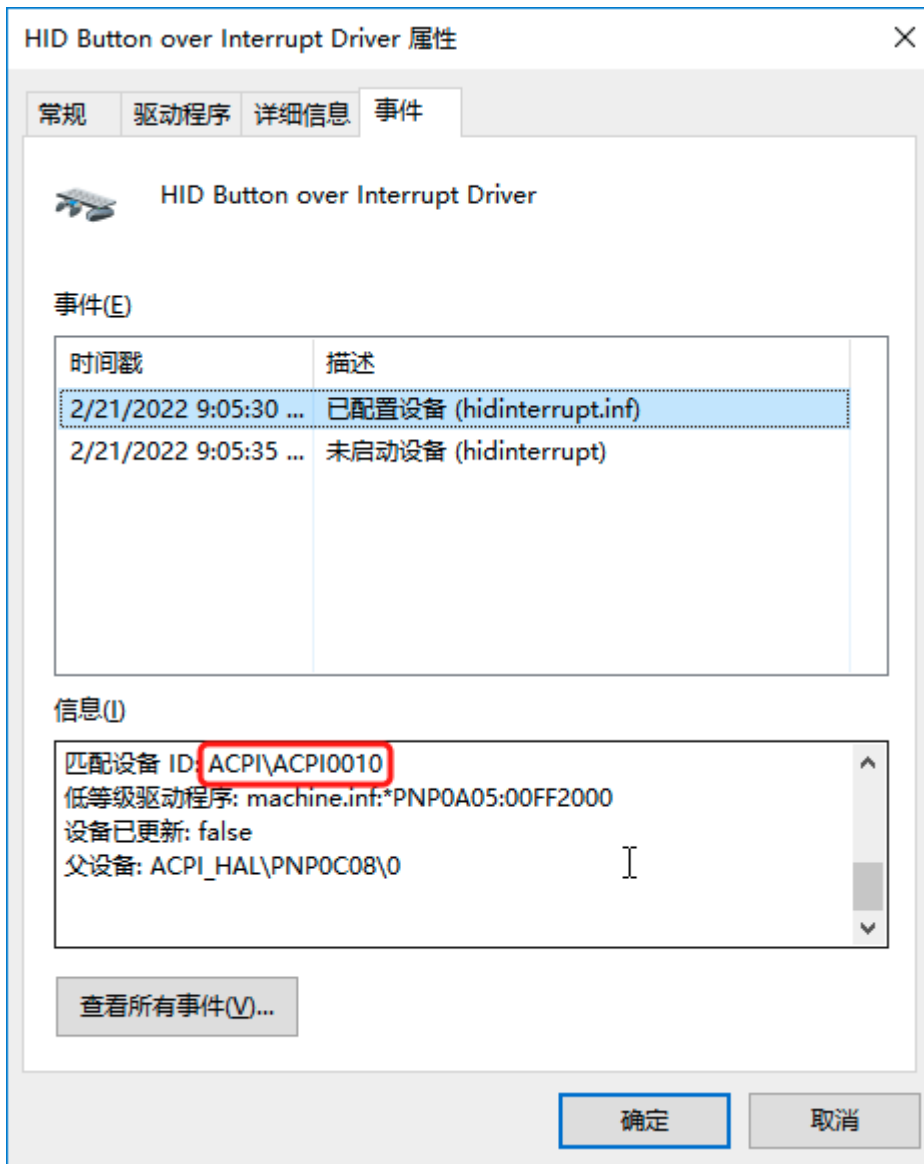 HID Button over Interrupt Driver 属性
常规 驱动程序 详细信息 事件
HID Button over Interrupt Driver
事件(E)
时间戳 描述
2/21/2022 9:05:30 ... 已配置设备 (hidinterrupt.inf)
2/21/2022 9:05:35 ... 未启动设备 (hidinterrupt)
信息(I)
匹配设备 ID: ACPI\ACPI0010
低等级驱动程序: machine.inf:*PNP0A05:00FF2000
设备已更新: false
父设备: ACPI_HAL\PNP0C08\0
查看所有事件(V)...
确定 取消